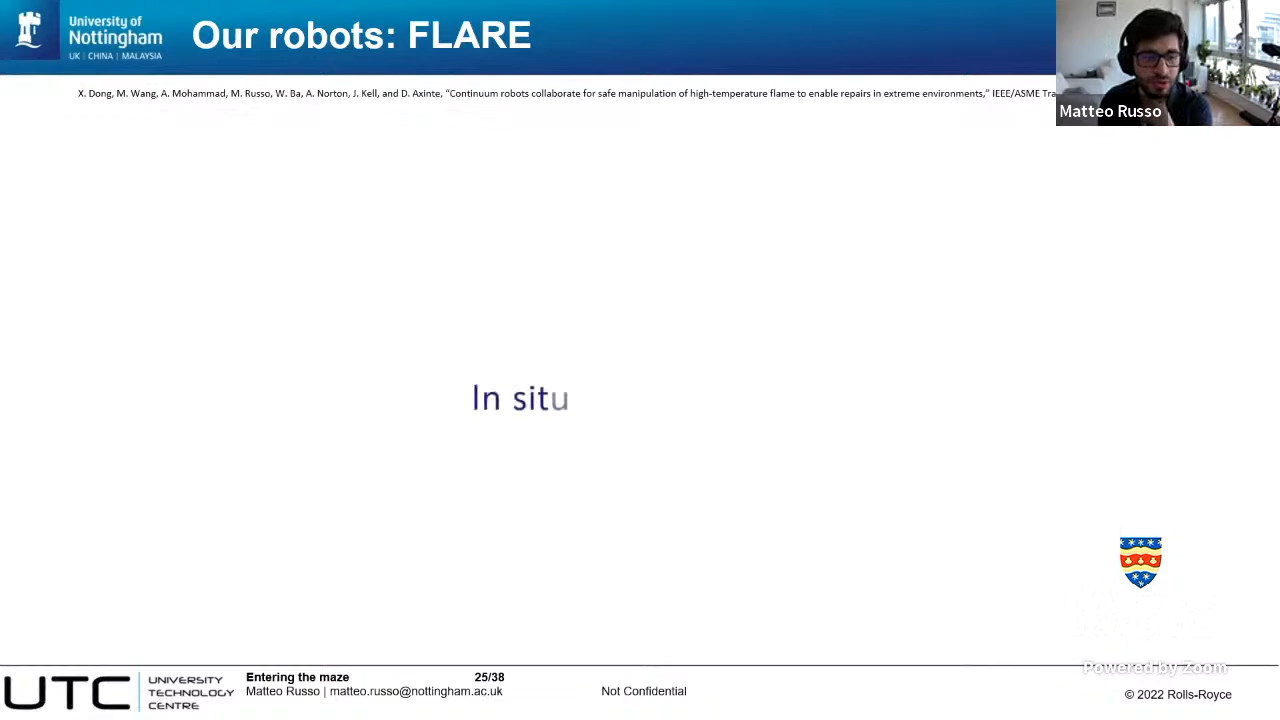 University of
Nottingham
UK | CHINA | MALAYSIA
Our robots: FLARE
X. Dong, M. Wang, A. Mohammad, M. Russo, W. Ba, A. Norton, J. Kell, and D. Axinte, “Continuum robots collaborate for safe manipulation of high-temperature flame to enable repairs in extreme environments,” IEEE/ASME Tra
Matteo Russo
In situ
Powered by Zoom
UTC
UNIVERSITY
TECHNOLOGY
CENTRE
Entering the maze 25/38
Matteo Russo | matteo.russo@nottingham.ac.uk
Not Confidential
© 2022 Rolls-Royce